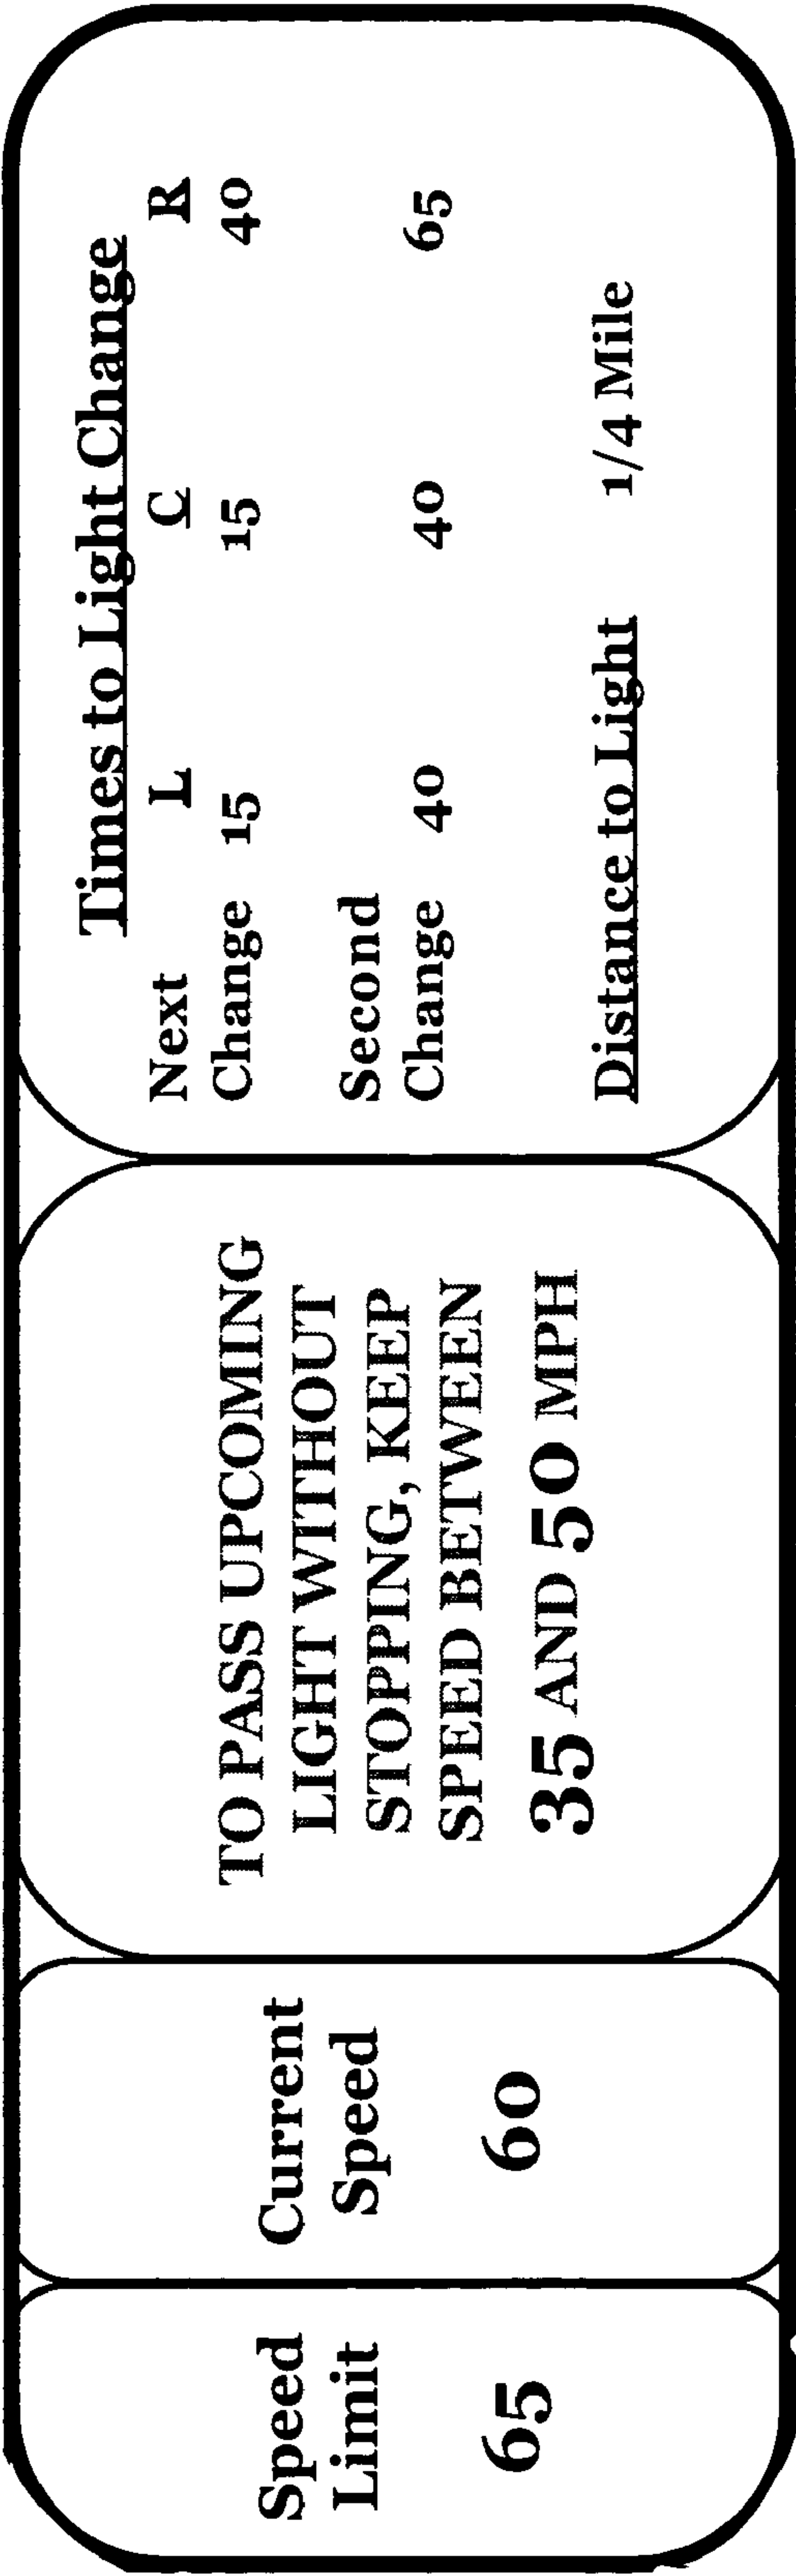 Speed
Limit
65
Current
Speed
60
TO PASS UPCOMING
LIGHT WITHOUT
STOPPING, KEEP
SPEED BETWEEN
35 AND 50 MPH
Times to Light Change
Next L C R
Change 15 15 40
Second
Change 40 40 65
Distance to Light 1/4 Mile